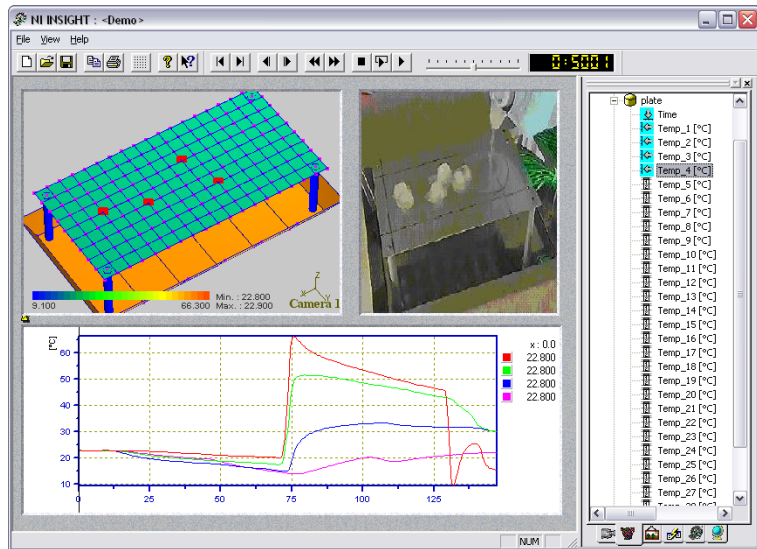 NI INSIGHT : <Demo>
File View Help
0:5001
Min. : 22.800
Max. : 22.900
9.100
66.300
Z
Y
X
Camera 1
[°C]
60
50
40
30
20
10
0
25
50
75
100
125
x : 0.0
22.800
22.800
22.800
22.800
NUM
plate
Time
Temp_1 [°C]
Temp_2 [°C]
Temp_3 [°C]
Temp_4 [°C]
Temp_5 [°C]
Temp_6 [°C]
Temp_7 [°C]
Temp_8 [°C]
Temp_9 [°C]
Temp_10 [°C]
Temp_11 [°C]
Temp_12 [°C]
Temp_13 [°C]
Temp_14 [°C]
Temp_15 [°C]
Temp_16 [°C]
Temp_17 [°C]
Temp_18 [°C]
Temp_19 [°C]
Temp_20 [°C]
Temp_21 [°C]
Temp_22 [°C]
Temp_23 [°C]
Temp_24 [°C]
Temp_25 [°C]
Temp_26 [°C]
Temp_27 [°C]